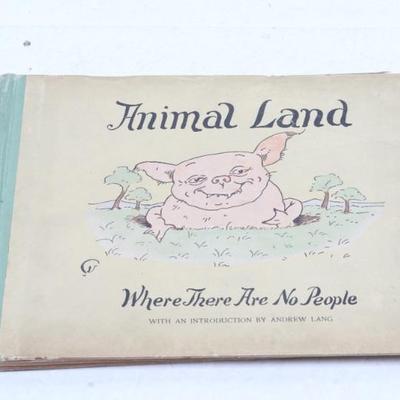 Animal Land
Where There Are No People
WITH AN INTRODUCTION BY ANDREW LANG